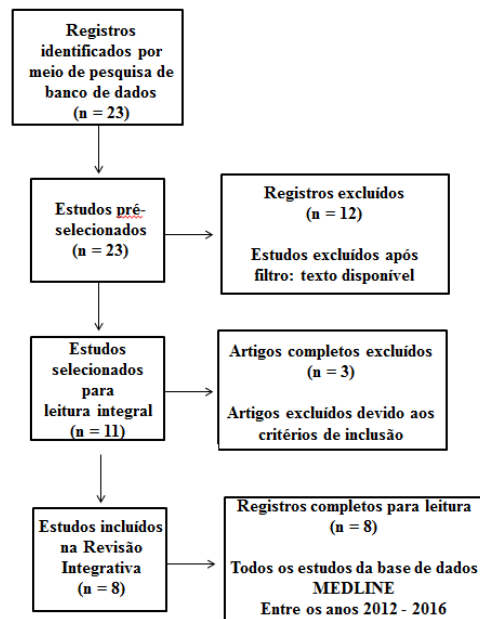 Registros
identificados por
meio de pesquisa de
banco de dados
(n = 23)
Estudos pré-
selecionados
(n = 23)
Registros excluídos
(n = 12)
Estudos excluídos após
filtro: texto disponível
Estudos
selecionados
para
leitura integral
(n = 11)
Artigos completos excluídos
(n = 3)
Artigos excluídos devido aos
critérios de inclusão
Estudos incluídos
na Revisão
Integrativa
(n = 8)
Registros completos para leitura
(n = 8)
Todos os estudos da base de dados
MEDLINE
Entre os anos 2012 - 2016